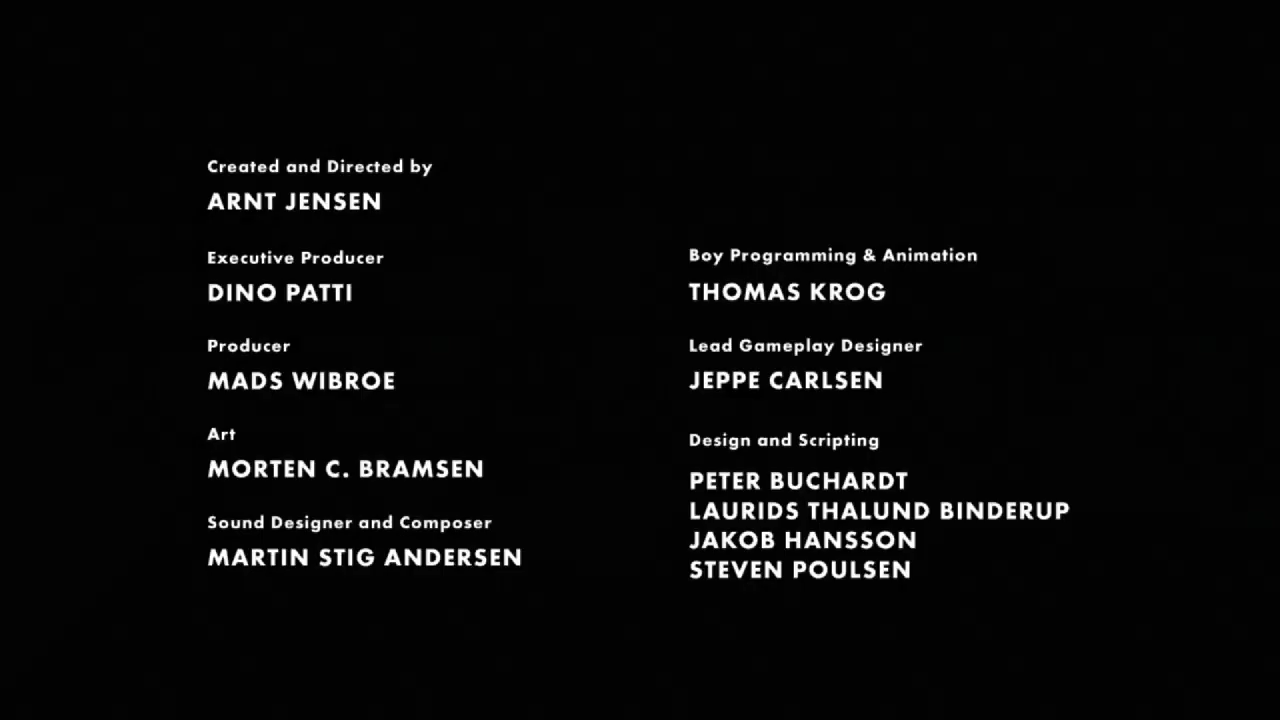 Created and Directed by
ARNT JENSEN
Executive Producer
DINO PATTI
Producer
MADS WIBROE
Art
MORTEN C. BRAMSEN
Sound Designer and Composer
MARTIN STIG ANDERSEN
Boy Programming & Animation
THOMAS KROG
Lead Gameplay Designer
JEPPE CARLSEN
Design and Scripting
PETER BUCHARDT
LAURIDS THALUND BINDERUP
JAKOB HANSSON
STEVEN POULSEN